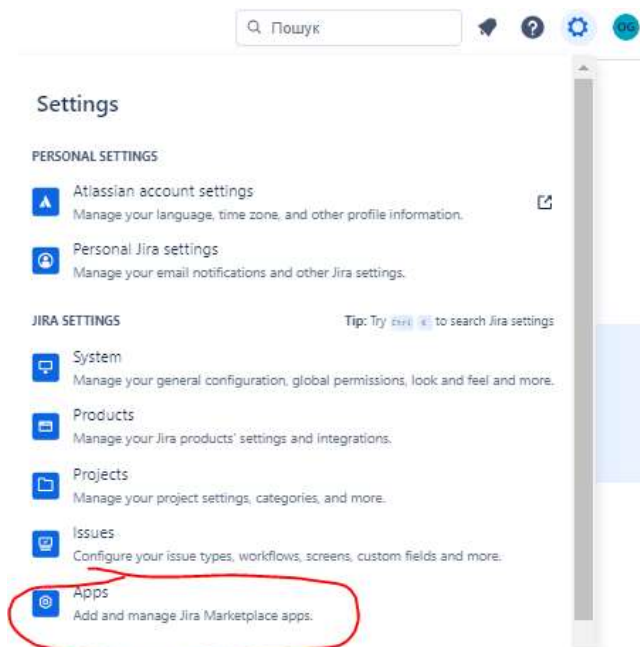 Пошук
OG
Settings
PERSONAL SETTINGS
Atlassian account settings
Manage your language, time zone, and other profile information.
Personal Jira settings
Manage your email notifications and other Jira settings.
JIRA SETTINGS
Tip: Try Ctrl K to search Jira settings
System
Manage your general configuration, global permissions, look and feel and more.
Products
Manage your Jira products' settings and integrations.
Projects
Manage your project settings, categories, and more.
Issues
Configure your issue types, workflows, screens, custom fields and more.
Apps
Add and manage Jira Marketplace apps.